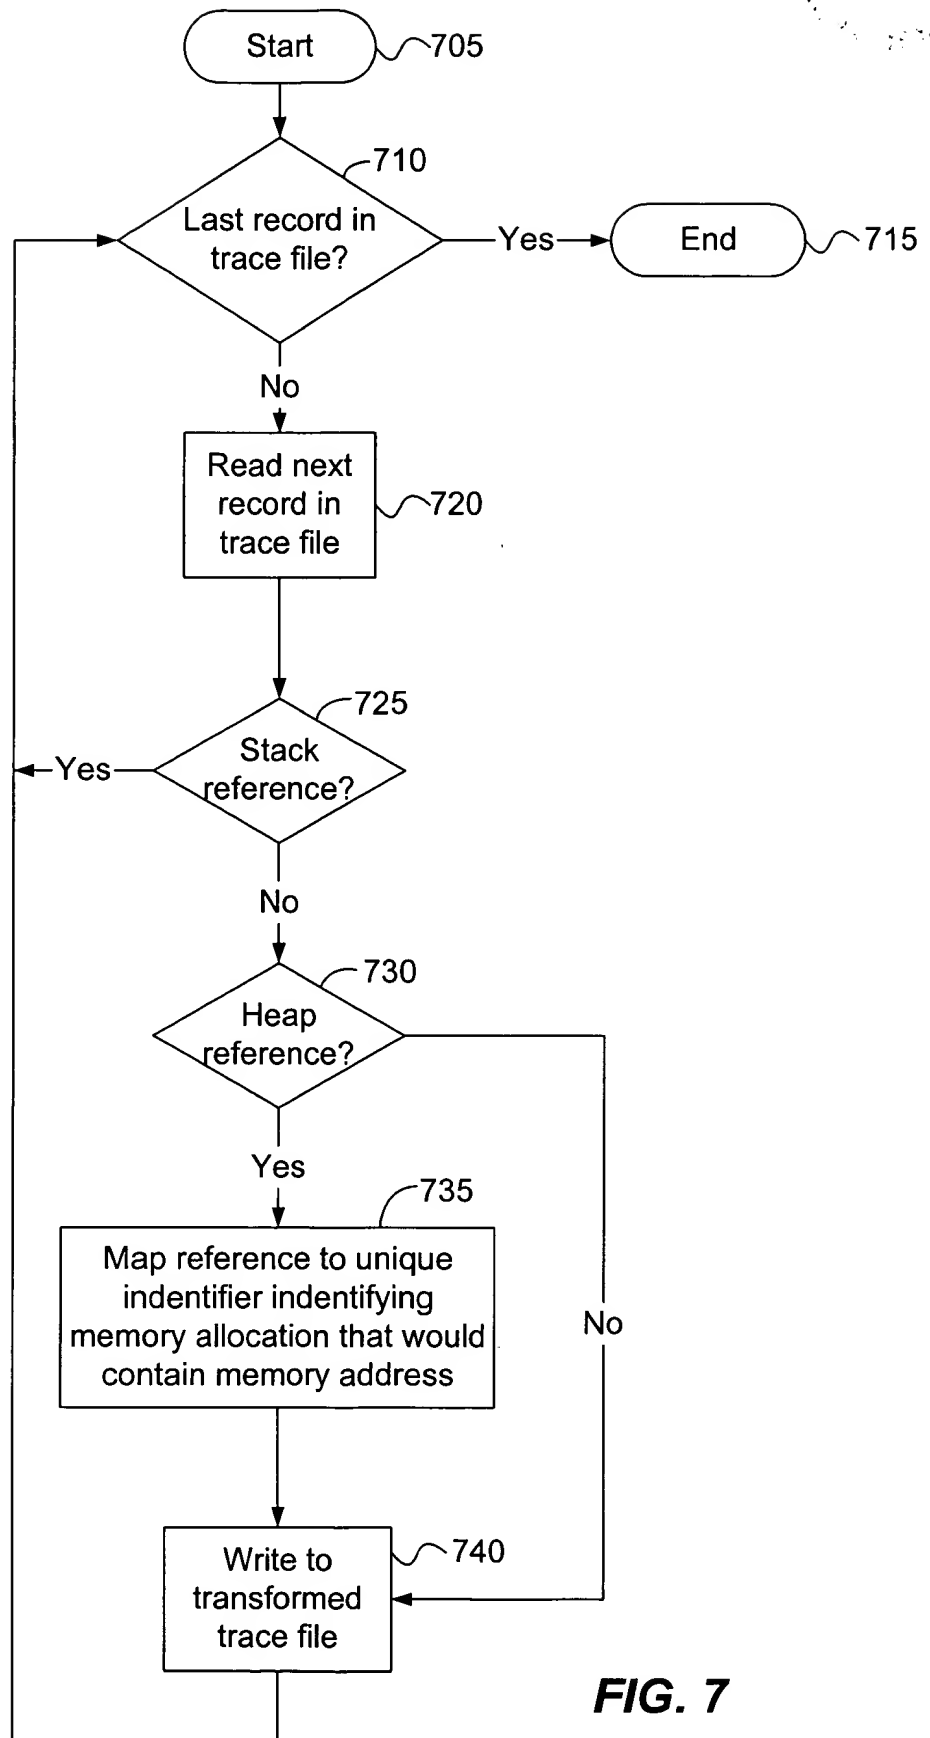 Start
705
710
Last record in
trace file?
Yes
End
715
No
Read next
record in
trace file
720
725
Stack
reference?
Yes
No
730
Heap
reference?
Yes
735
Map reference to unique
indentifier indentifying
memory allocation that would
contain memory address
No
740
Write to
transformed
trace file
FIG. 7